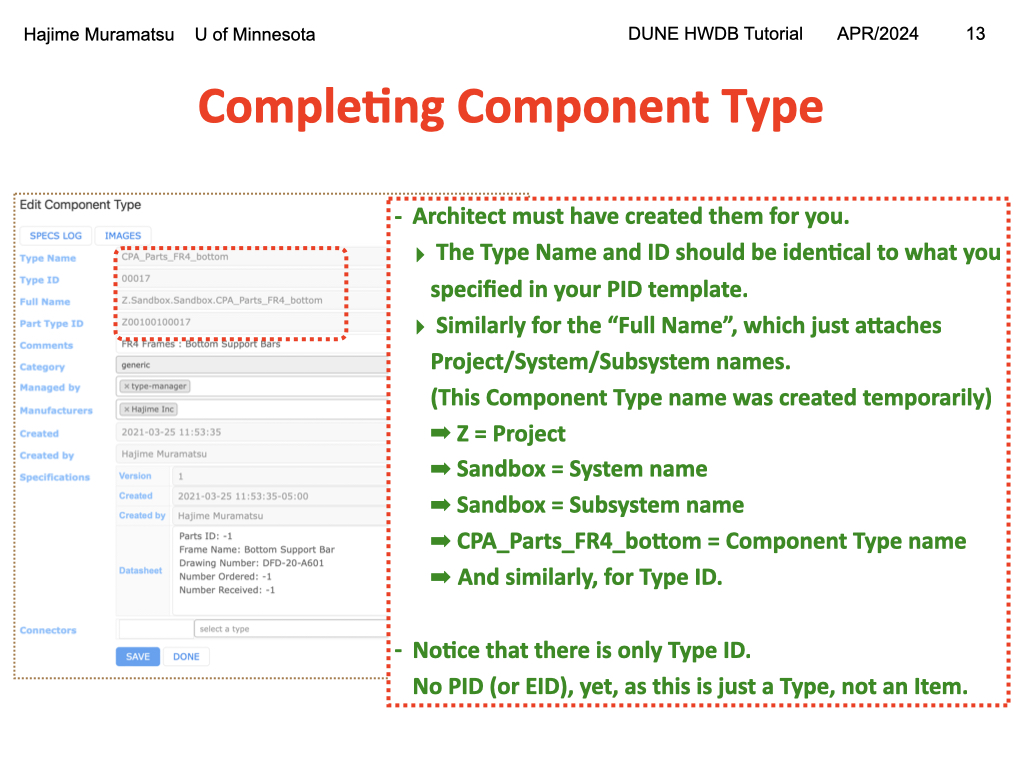 Hajime Muramatsu U of Minnesota DUNE HWDB Tutorial APR/2024 13
Completing Component Type
Edit Component Type
SPECS LOG IMAGES
Type Name CPA_Parts_FR4_bottom
Type ID 00017
Full Name Z.Sandbox.Sandbox.CPA_Parts_FR4_bottom
Part Type ID Z00100100017
Comments FR4 Frames : Bottom Support Bars
Category generic
Managed by ×type-manager
Manufacturers ×Hajime Inc
Created 2021-03-25 11:53:35
Created by Hajime Muramatsu
Specifications Version 1
Created 2021-03-25 11:53:35-05:00
Created by Hajime Muramatsu
Datasheet
Parts ID: -1
Frame Name: Bottom Support Bar
Drawing Number: DFD-20-A601
Number Ordered: -1
Number Received: -1
Connectors select a type
SAVE DONE
- Architect must have created them for you.
‣ The Type Name and ID should be identical to what you
specified in your PID template.
‣ Similarly for the “Full Name”, which just attaches
Project/System/Subsystem names.
(This Component Type name was created temporarily)
➡ Z = Project
➡ Sandbox = System name
➡ Sandbox = Subsystem name
➡ CPA_Parts_FR4_bottom = Component Type name
➡ And similarly, for Type ID.
- Notice that there is only Type ID.
No PID (or EID), yet, as this is just a Type, not an Item.